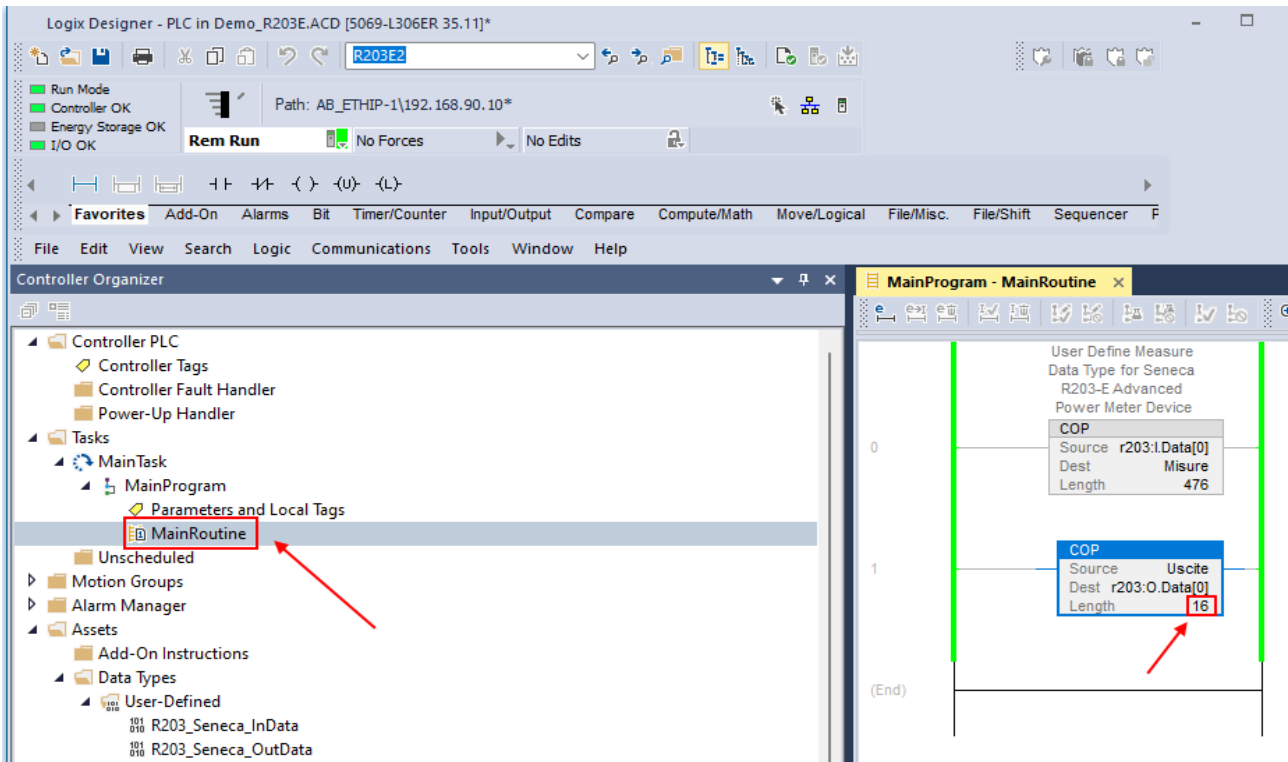 Logix Designer - PLC in Demo_R203E.ACD [5069-L306ER 35.11]*
R203E2
Run Mode
Controller OK
Energy Storage OK
I/O OK
Path: AB_ETHIP-1\192.168.90.10*
Rem Run
No Forces
No Edits
Favorites Add-On Alarms Bit Timer/Counter Input/Output Compare Compute/Math Move/Logical File/Misc. File/Shift Sequencer
File Edit View Search Logic Communications Tools Window Help
Controller Organizer
Controller PLC
Controller Tags
Controller Fault Handler
Power-Up Handler
Tasks
MainTask
MainProgram
Parameters and Local Tags
MainRoutine
Unscheduled
Motion Groups
Alarm Manager
Assets
Add-On Instructions
Data Types
User-Defined
R203_Seneca_InData
R203_Seneca_OutData
MainProgram - MainRoutine
User Define Measure
Data Type for Seneca
R203-E Advanced
Power Meter Device
COP
0
Source r203:I.Data[0]
Dest Misure
Length 476
COP
1
Source Uscite
Dest r203:O.Data[0]
Length 16
(End)